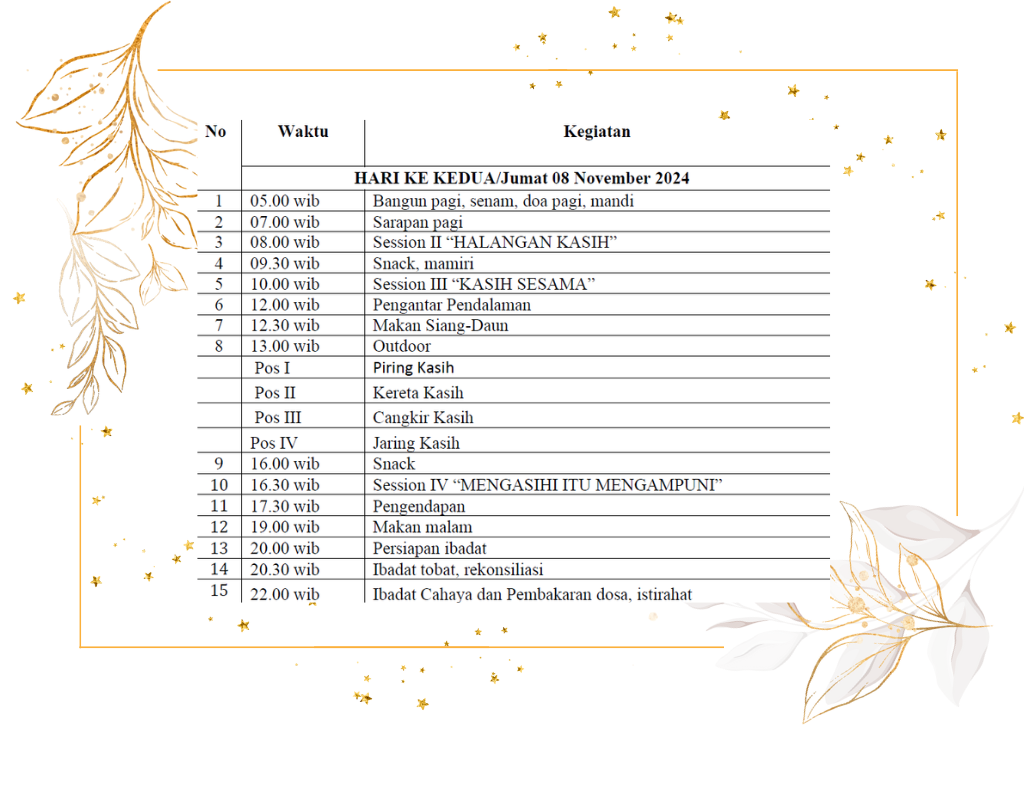 No Waktu Kegiatan
HARI KE KEDUA/Jumat 08 November 2024
1 05.00 wib Bangun pagi, senam, doa pagi, mandi
2 07.00 wib Sarapan pagi
3 08.00 wib Session II “HALANGAN KASIH”
4 09.30 wib Snack, mamiri
5 10.00 wib Session III “KASIH SESAMA”
6 12.00 wib Pengantar Pendalaman
7 12.30 wib Makan Siang-Daun
8 13.00 wib Outdoor
Pos I Piring Kasih
Pos II Kereta Kasih
Pos III Cangkir Kasih
Pos IV Jaring Kasih
9 16.00 wib Snack
10 16.30 wib Session IV “MENGASIHI ITU MENGAMPUNI”
11 17.30 wib Pengendapan
12 19.00 wib Makan malam
13 20.00 wib Persiapan ibadat
14 20.30 wib Ibadat tobat, rekonsiliasi
15 22.00 wib Ibadat Cahaya dan Pembakaran dosa, istirahat